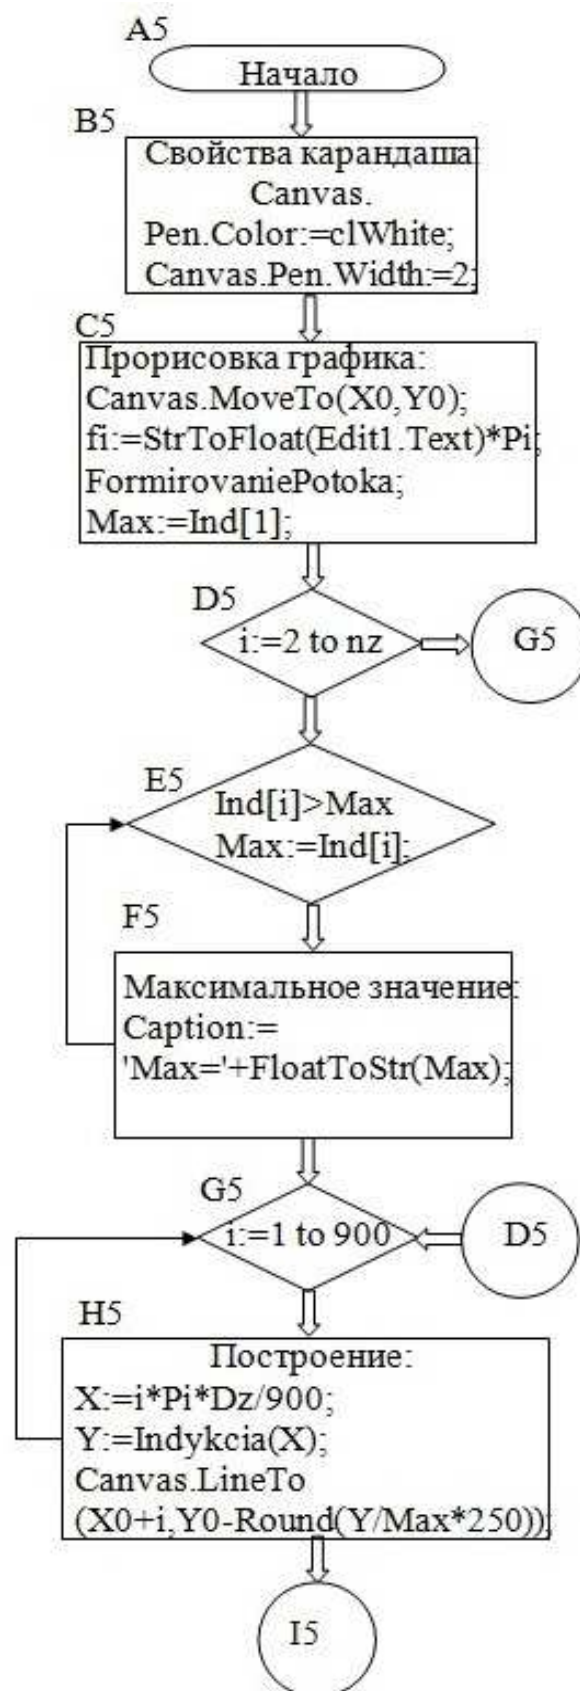 A5
Начало
B5
Свойства карандаша:
Canvas.
Pen.Color:=clWhite;
Canvas.Pen.Width:=2;
C5
Прорисовка графика:
Canvas.MoveTo(X0,Y0);
fi:=StrToFloat(Edit1.Text)*Pi;
FormirovaniePotoka;
Max:=Ind[1];
D5
i:=2 to nz
G5
E5
Ind[i]>Max
Max:=Ind[i];
F5
Максимальное значение:
Caption:=
'Max='+FloatToStr(Max);
G5
i:=1 to 900
D5
H5
Построение:
X:=i*Pi*Dz/900;
Y:=Indykcia(X);
Canvas.LineTo
(X0+i,Y0-Round(Y/Max*250));
I5